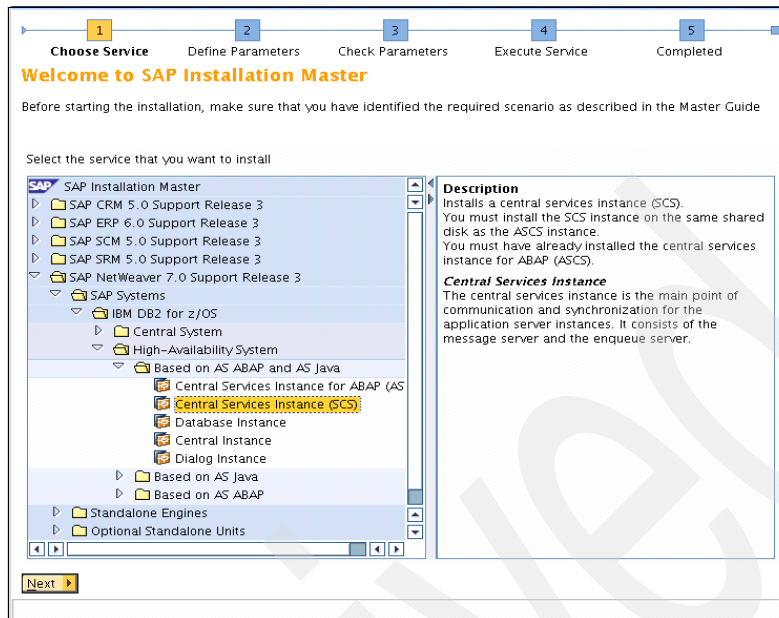 1 2 3 4 5
Choose Service Define Parameters Check Parameters Execute Service Completed
Welcome to SAP Installation Master
Before starting the installation, make sure that you have identified the required scenario as described in the Master Guide
Select the service that you want to install
SAP SAP Installation Master
SAP CRM 5.0 Support Release 3
SAP ERP 6.0 Support Release 3
SAP SCM 5.0 Support Release 3
SAP SRM 5.0 Support Release 3
SAP NetWeaver 7.0 Support Release 3
SAP Systems
IBM DB2 for z/OS
Central System
High-Availability System
Based on AS ABAP and AS Java
Central Services Instance for ABAP (AS
Central Services Instance (SCS)
Database Instance
Central Instance
Dialog Instance
Based on AS Java
Based on AS ABAP
Standalone Engines
Optional Standalone Units
Description
Installs a central services instance (SCS).
You must install the SCS instance on the same shared
disk as the ASCS instance.
You must have already installed the central services
instance for ABAP (ASCS).
Central Services Instance
The central services instance is the main point of
communication and synchronization for the
application server instances. It consists of the
message server and the enqueue server.
Next